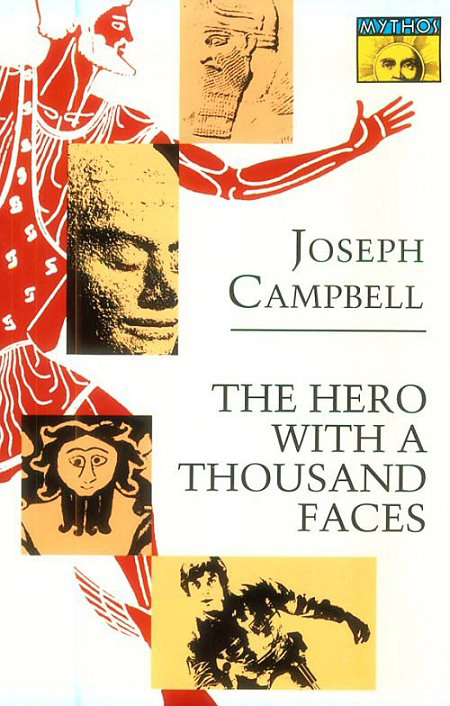 MYTHOS
JOSEPH
CAMPBELL
THE HERO
WITH A
THOUSAND
FACES